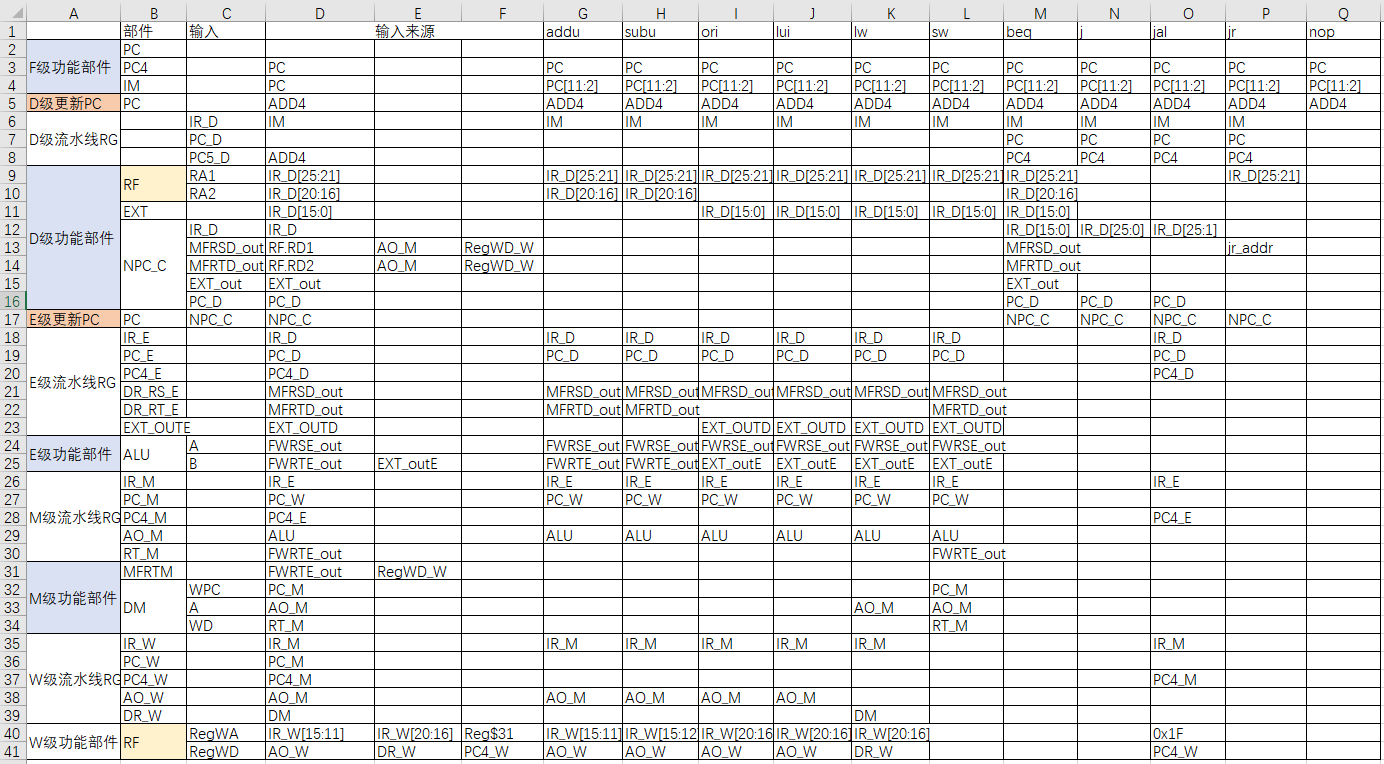 A B C D E F G H I J K L M N O P Q
1 部件 输入 输入来源 addu subu ori lui lw sw beq j jal jr nop
2 F级功能部件 PC
3 PC4 PC PC PC PC PC PC PC PC PC PC PC PC
4 IM PC PC[11:2] PC[11:2] PC[11:2] PC[11:2] PC[11:2] PC[11:2] PC[11:2] PC[11:2] PC[11:2] PC[11:2] PC[11:2]
5 D级更新PC PC ADD4 ADD4 ADD4 ADD4 ADD4 ADD4 ADD4 ADD4 ADD4 ADD4 ADD4 ADD4
6 D级流水线RG IR_D IM IM IM IM IM IM IM IM IM IM IM
7 PC_D PC PC PC PC
8 PC5_D ADD4 PC4 PC4 PC4 PC4
9 D级功能部件 RF RA1 IR_D[25:21] IR_D[25:21] IR_D[25:21] IR_D[25:21] IR_D[25:21] IR_D[25:21] IR_D[25:21] IR_D[25:21] IR_D[25:21]
10 RA2 IR_D[20:16] IR_D[20:16] IR_D[20:16] IR_D[20:16]
11 EXT IR_D[15:0] IR_D[15:0] IR_D[15:0] IR_D[15:0] IR_D[15:0] IR_D[15:0]
12 NPC_C IR_D IR_D IR_D[15:0] IR_D[25:0] IR_D[25:1]
13 MFRSD_out RF.RD1 AO_M RegWD_W MFRSD_out jr_addr
14 MFRTD_out RF.RD2 AO_M RegWD_W MFRTD_out
15 EXT_out EXT_out EXT_out
16 PC_D PC_D PC_D PC_D PC_D
17 E级更新PC PC NPC_C NPC_C NPC_C NPC_C NPC_C NPC_C
18 E级流水线RG IR_E IR_D IR_D IR_D IR_D IR_D IR_D IR_D IR_D
19 PC_E PC_D PC_D PC_D PC_D PC_D PC_D PC_D PC_D
20 PC4_E PC4_D PC4_D
21 DR_RS_E MFRSD_out MFRSD_out MFRSD_out MFRSD_out MFRSD_out MFRSD_out MFRSD_out
22 DR_RT_E MFRTD_out MFRTD_out MFRTD_out MFRTD_out
23 EXT_OUTE EXT_OUTD EXT_OUTD EXT_OUTD EXT_OUTD EXT_OUTD
24 E级功能部件 ALU A FWRSE_out FWRSE_out FWRSE_out FWRSE_out FWRSE_out FWRSE_out FWRSE_out
25 B FWRTE_out EXT_outE FWRTE_out FWRTE_out EXT_outE EXT_outE EXT_outE EXT_outE
26 M级流水线RG IR_M IR_E IR_E IR_E IR_E IR_E IR_E IR_E IR_E
27 PC_M PC_W PC_W PC_W PC_W PC_W PC_W PC_W
28 PC4_M PC4_E PC4_E
29 AO_M ALU ALU ALU ALU ALU ALU ALU
30 RT_M FWRTE_out FWRTE_out
31 M级功能部件 MFRTM FWRTE_out RegWD_W
32 DM WPC PC_M PC_M
33 A AO_M AO_M AO_M
34 WD RT_M RT_M
35 W级流水线RG IR_W IR_M IR_M IR_M IR_M IR_M IR_M IR_M
36 PC_W PC_M
37 PC4_W PC4_M PC4_M
38 AO_W AO_M AO_M AO_M AO_M AO_M
39 DR_W DM DM
40 W级功能部件 RF RegWA IR_W[15:11] IR_W[20:16] Reg$31 IR_W[15:11] IR_W[15:12 IR_W[20:16 IR_W[20:16] IR_W[20:16] 0x1F
41 RegWD AO_W DR_W PC4_W AO_W AO_W AO_W AO_W DR_W PC4_W